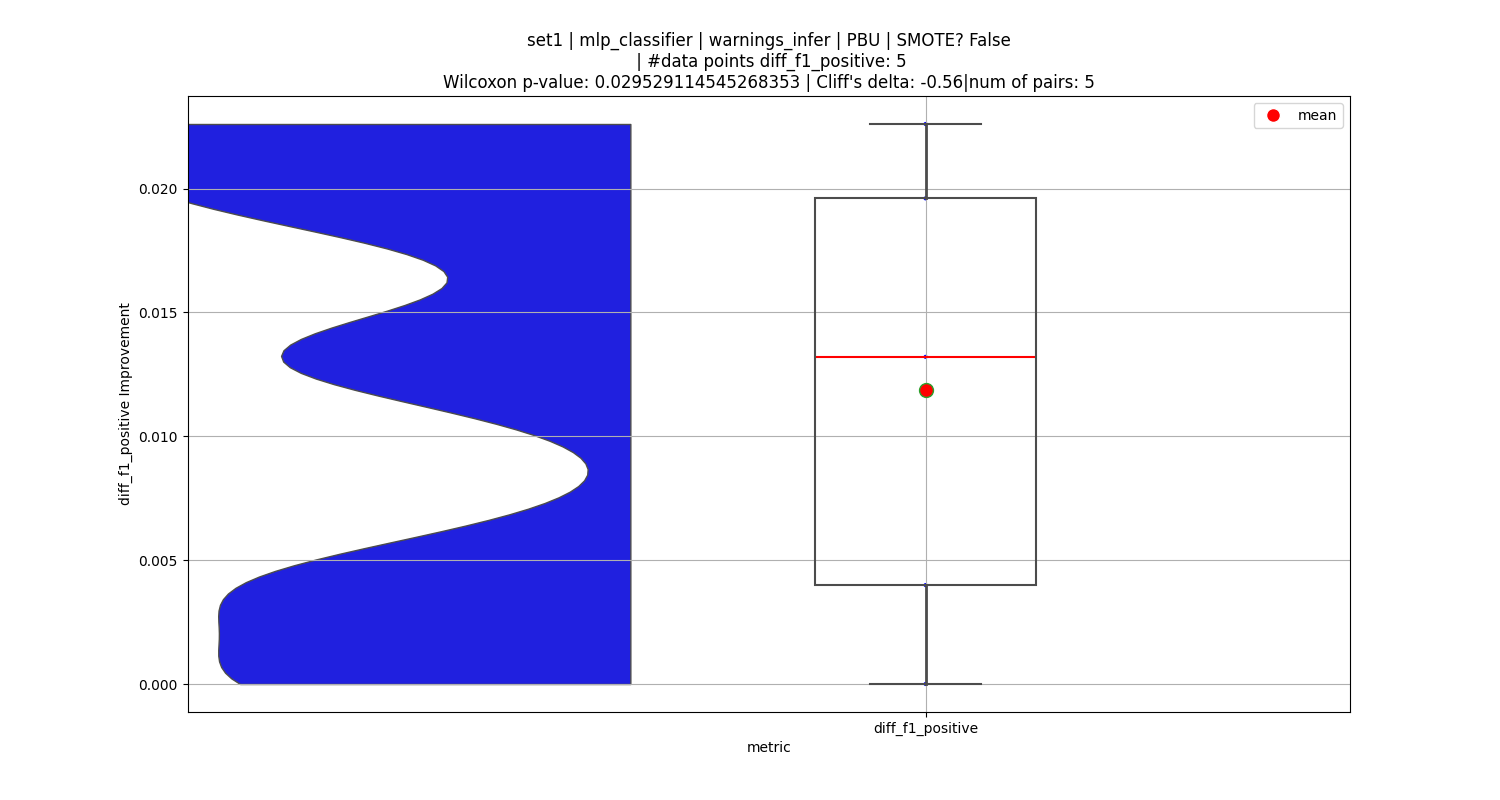 set1 | mlp_classifier | warnings_infer | PBU | SMOTE? False
| #data points diff_f1_positive: 5
Wilcoxon p-value: 0.029529114545268353 | Cliff's delta: -0.56|num of pairs: 5
mean
0.020
0.015
0.010
0.005
0.000
diff_f1_positive Improvement
diff_f1_positive
metric